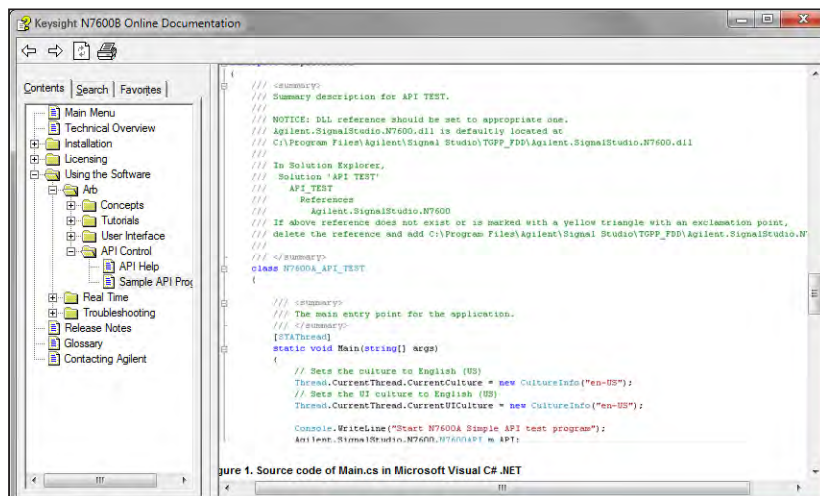 Keysight N7600B Online Documentation
Contents Search Favorites
Main Menu
Technical Overview
Installation
Licensing
Using the Software
Arb
Concepts
Tutorials
User Interface
API Control
API Help
Sample API Prog
Real Time
Troubleshooting
Release Notes
Glossary
Contacting Agilent
{
/// <summary>
/// Summary description for API TEST.
///
/// NOTICE: DLL reference should be set to appropriate one.
/// Agilent.SignalStudio.N7600.dll is defaultly located at
/// C:\Program Files\Agilent\Signal Studio\TGPP_FDD\Agilent.SignalStudio.N7600.dll
///
/// In Solution Explorer,
/// Solution 'API TEST'
/// API_TEST
/// References
/// Agilent.SignalStudio.N7600
/// If above reference does not exist or is marked with a yellow triangle with an exclamation point,
/// delete the reference and add C:\Program Files\Agilent\Signal Studio\TGPP_FDD\Agilent.SignalStudio.N7
///
/// </summary>
class N7600A_API_TEST
{
/// <summary>
/// The main entry point for the application.
/// </summary>
[STAThread]
static void Main(string[] args)
{
// Sets the culture to English (US)
Thread.CurrentThread.CurrentCulture = new CultureInfo("en-US");
// Sets the UI culture to English (US)
Thread.CurrentThread.CurrentUICulture = new CultureInfo("en-US");
Console.WriteLine("Start N7600A Simple API test program");
Agilent.SignalStudio.N7600.N7600API m_API;
gure 1. Source code of Main.cs in Microsoft Visual C# .NET